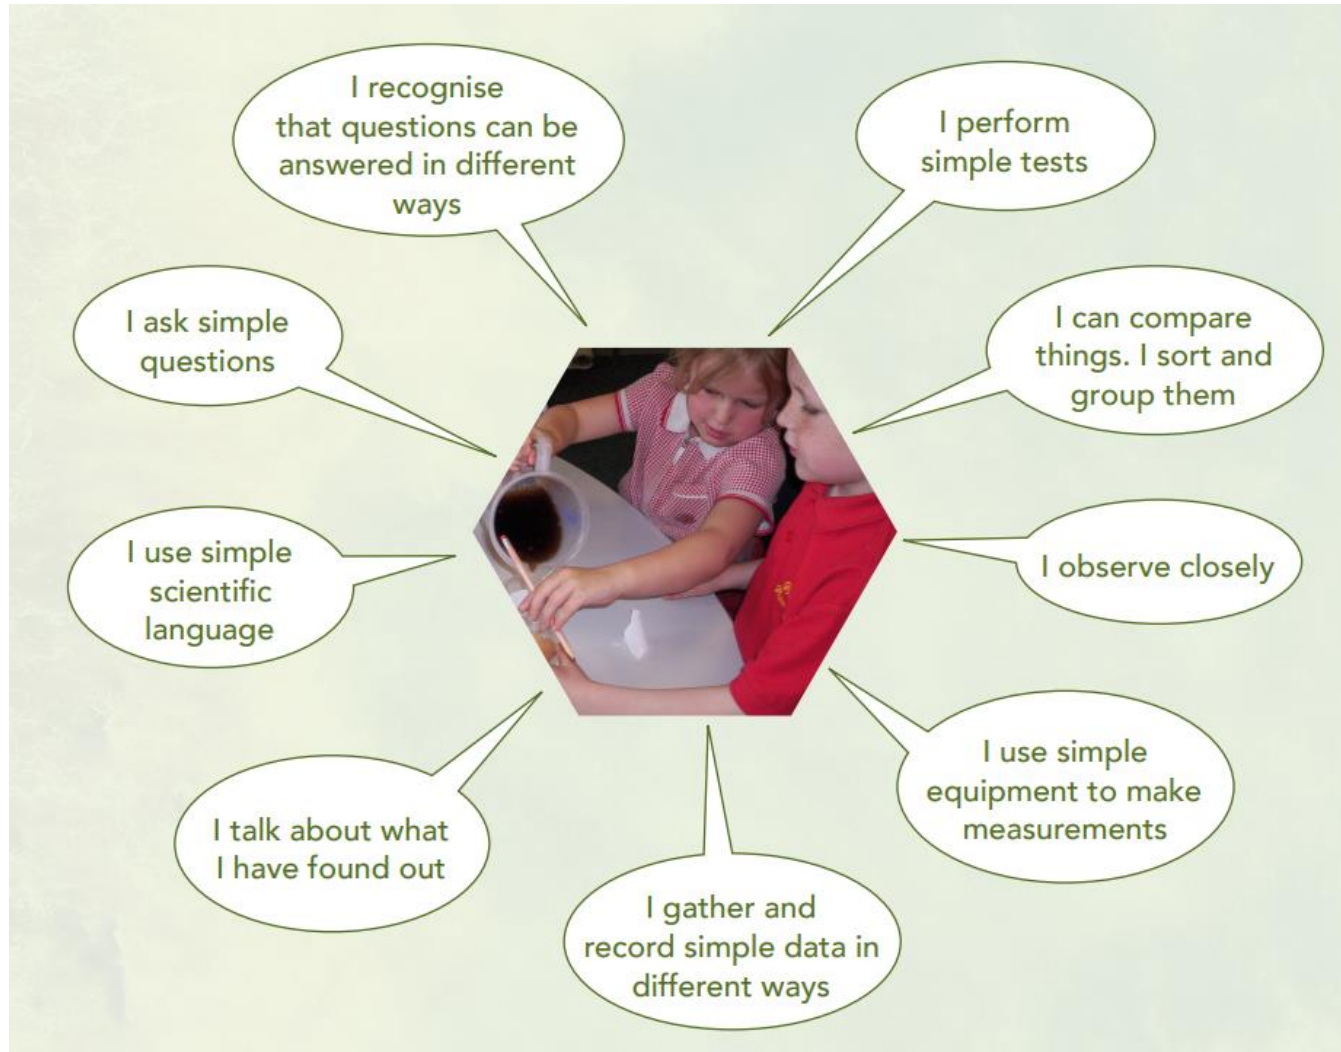 I recognise
that questions can be
answered in different
ways
I perform
simple tests
I ask simple
questions
I can compare
things. I sort and
group them
I use simple
scientific
language
I observe closely
I talk about what
I have found out
I use simple
equipment to make
measurements
I gather and
record simple data in
different ways